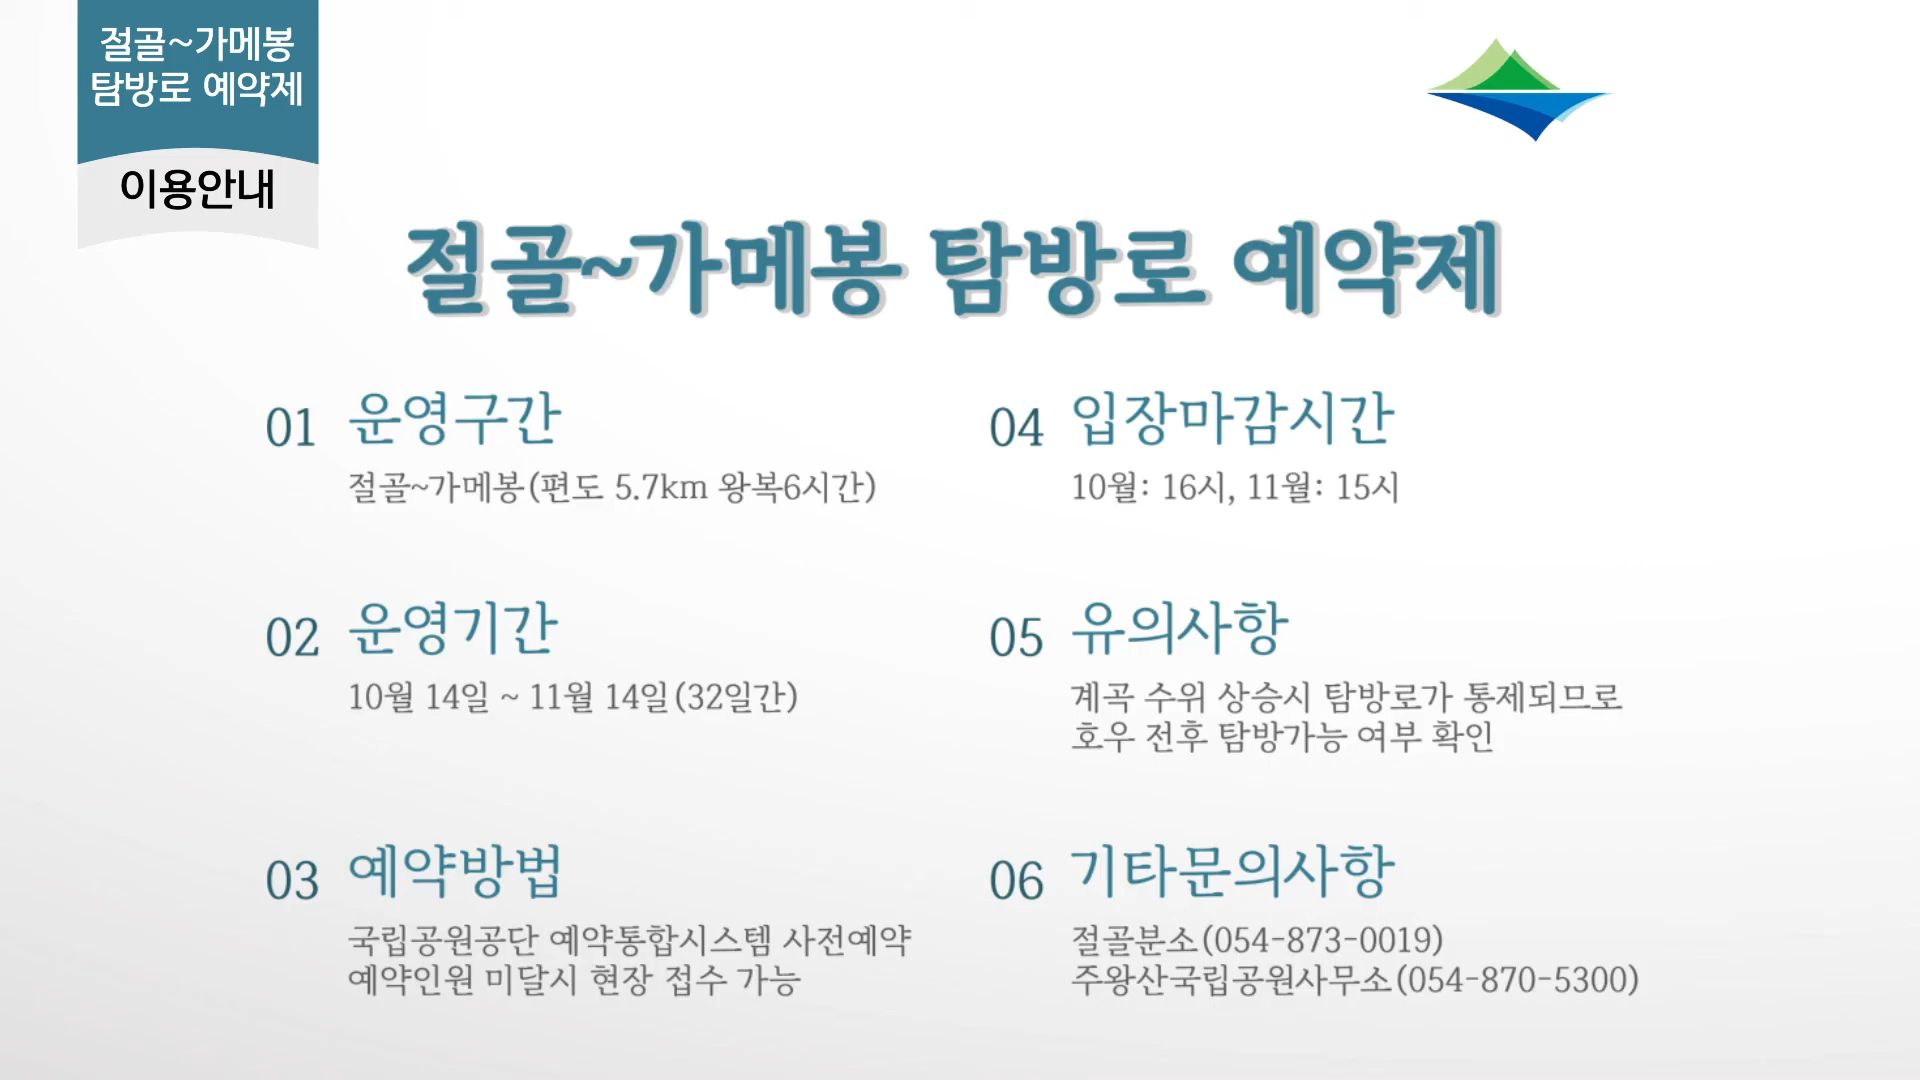 절골~가메봉
탐방로 예약제
이용안내
절골~가메봉 탐방로 예약제
01 운영구간
절골~가메봉(편도 5.7km 왕복6시간)
02 운영기간
10월 14일 ~ 11월 14일(32일간)
03 예약방법
국립공원공단 예약통합시스템 사전예약
예약인원 미달시 현장 접수 가능
04 입장마감시간
10월: 16시, 11월: 15시
05 유의사항
계곡 수위 상승시 탐방로가 통제되므로
호우 전후 탐방가능 여부 확인
06 기타문의사항
절골분소(054-873-0019)
주왕산국립공원사무소(054-870-5300)